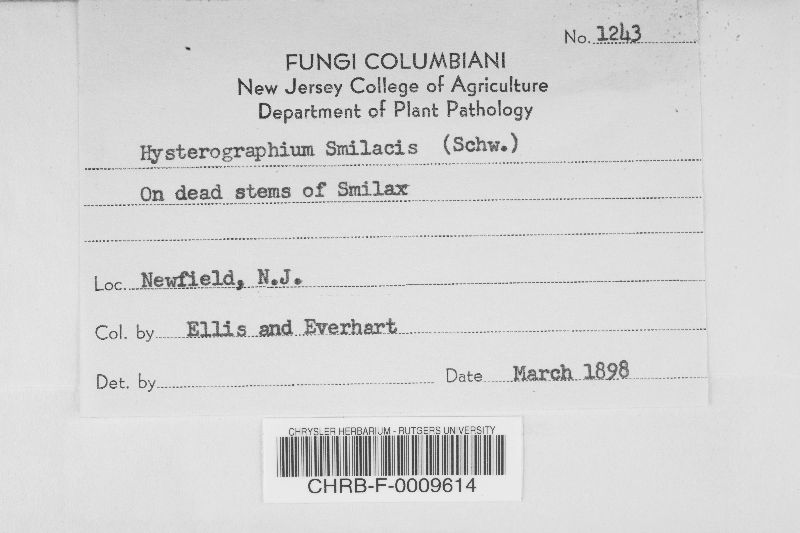 No. 1243
FUNGI COLUMBIANI
New Jersey College of Agriculture
Department of Plant Pathology
Hysterographium Smilacis (Schw.)
On dead stems of Smilax
Loc. Newfield, N.J.
Col. by Ellis and Everhart
Det. by
Date March 1898
CHRYSLER HERBARIUM - RUTGERS UNIVERSITY
CHRB-F-0009614